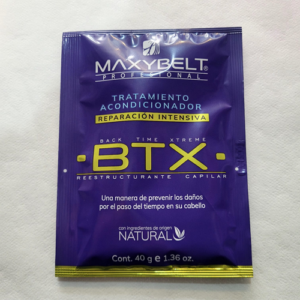 MAXYBELT
PROFESIONAL
TRATAMIENTO
ACONDICIONADOR
REPARACIÓN INTENSIVA
BACK TIME XTREME
BTX
REESTRUCTURANTE CAPILAR
Una manera de prevenir los daños
por el paso del tiempo en su cabello
con ingredientes de origen
NATURAL
Cont. 40 g e 1.36 oz.